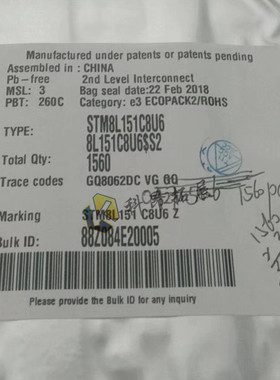 Manufactured under patents or patents pending
Assembled in : CHINA
Pb-free 2nd Level Interconnect
MSL: 3 Bag seal date:22 Feb 2018
PBT: 260C Category: e3 ECOPACK2/ROHS
TYPE: STM8L151C8U6
8L151C8U6$S2
Total Qty: 1560
Trace codes GQ8062DC VG GQ
Marking STM8L151 C8U6 Z
Bulk ID: 88Z084E20005
Please provide the Bulk ID for any inquiry